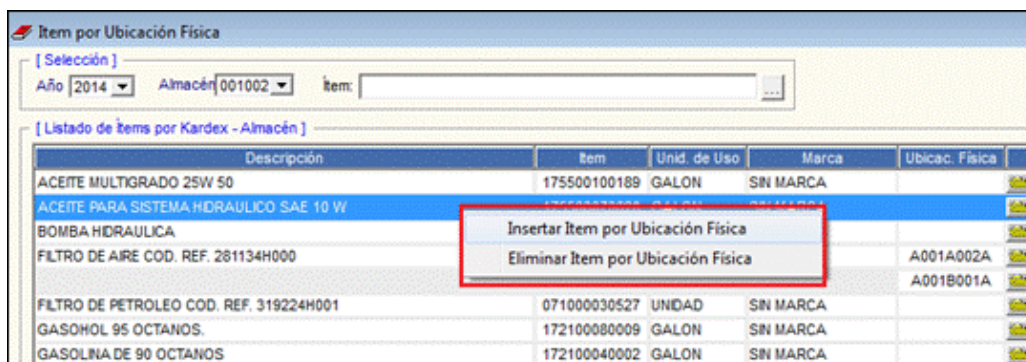 Item por Ubicación Física
[ Selección ]
Año 2014 Almacén 001002 Ítem: ...
[ Listado de Ítems por Kardex - Almacén ]
Descripción Item Unid. de Uso Marca Ubicac. Física
ACEITE MULTIGRADO 25W 50 175500100189 GALON SIN MARCA
ACEITE PARA SISTEMA HIDRAULICO SAE 10 W
Insertar Item por Ubicación Física
BOMBA HIDRAULICA
Eliminar Item por Ubicación Física
FILTRO DE AIRE COD. REF. 281134H000 A001A002A
A001B001A
FILTRO DE PETROLEO COD. REF. 319224H001 071000030527 UNIDAD SIN MARCA
GASOHOL 95 OCTANOS. 172100080009 GALON SIN MARCA
GASOLINA DE 90 OCTANOS 172100040002 GALON SIN MARCA